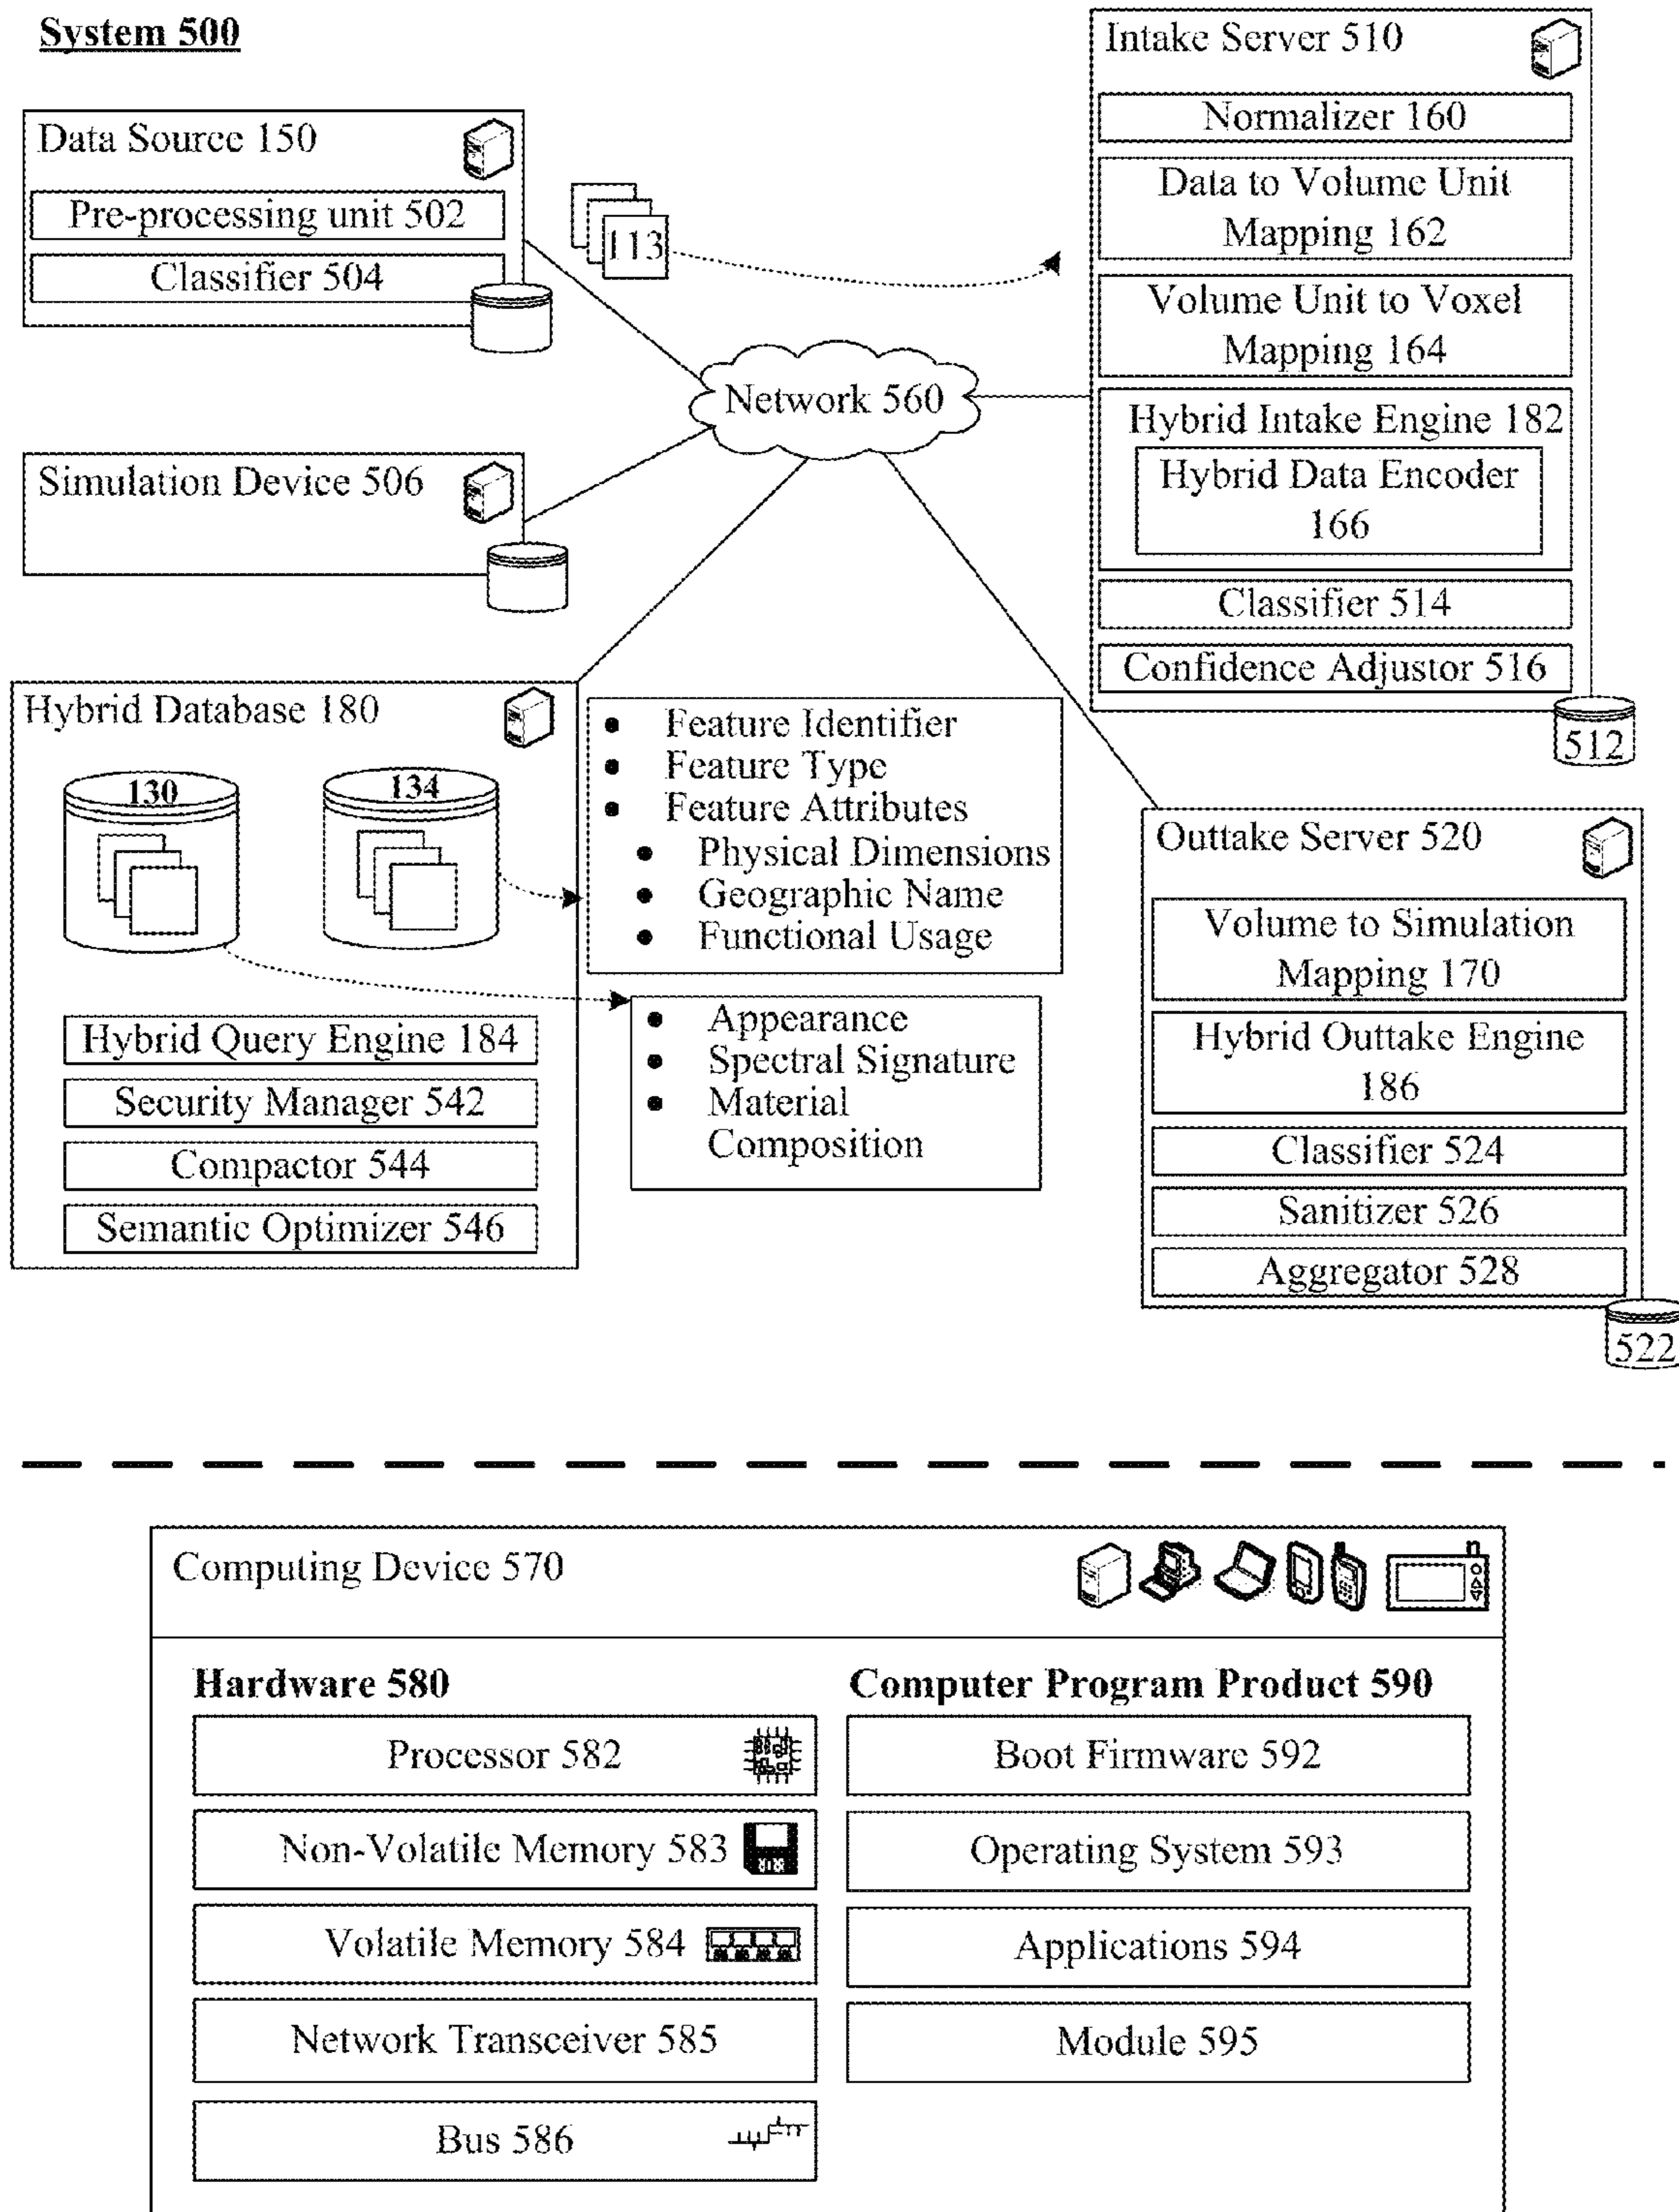 System 500
Data Source 150
Pre-processing unit 502
Classifier 504
113
Intake Server 510
Normalizer 160
Data to Volume Unit
Mapping 162
Volume Unit to Voxel
Mapping 164
Hybrid Intake Engine 182
Hybrid Data Encoder
166
Classifier 514
Confidence Adjustor 516
512
Network 560
Simulation Device 506
Hybrid Database 180
130
134
Hybrid Query Engine 184
Security Manager 542
Compactor 544
Semantic Optimizer 546
• Feature Identifier
• Feature Type
• Feature Attributes
• Physical Dimensions
• Geographic Name
• Functional Usage
• Appearance
• Spectral Signature
• Material
Composition
Outtake Server 520
Volume to Simulation
Mapping 170
Hybrid Outtake Engine
186
Classifier 524
Sanitizer 526
Aggregator 528
522
Computing Device 570
Hardware 580
Processor 582
Non-Volatile Memory 583
Volatile Memory 584
Network Transceiver 585
Bus 586
Computer Program Product 590
Boot Firmware 592
Operating System 593
Applications 594
Module 595